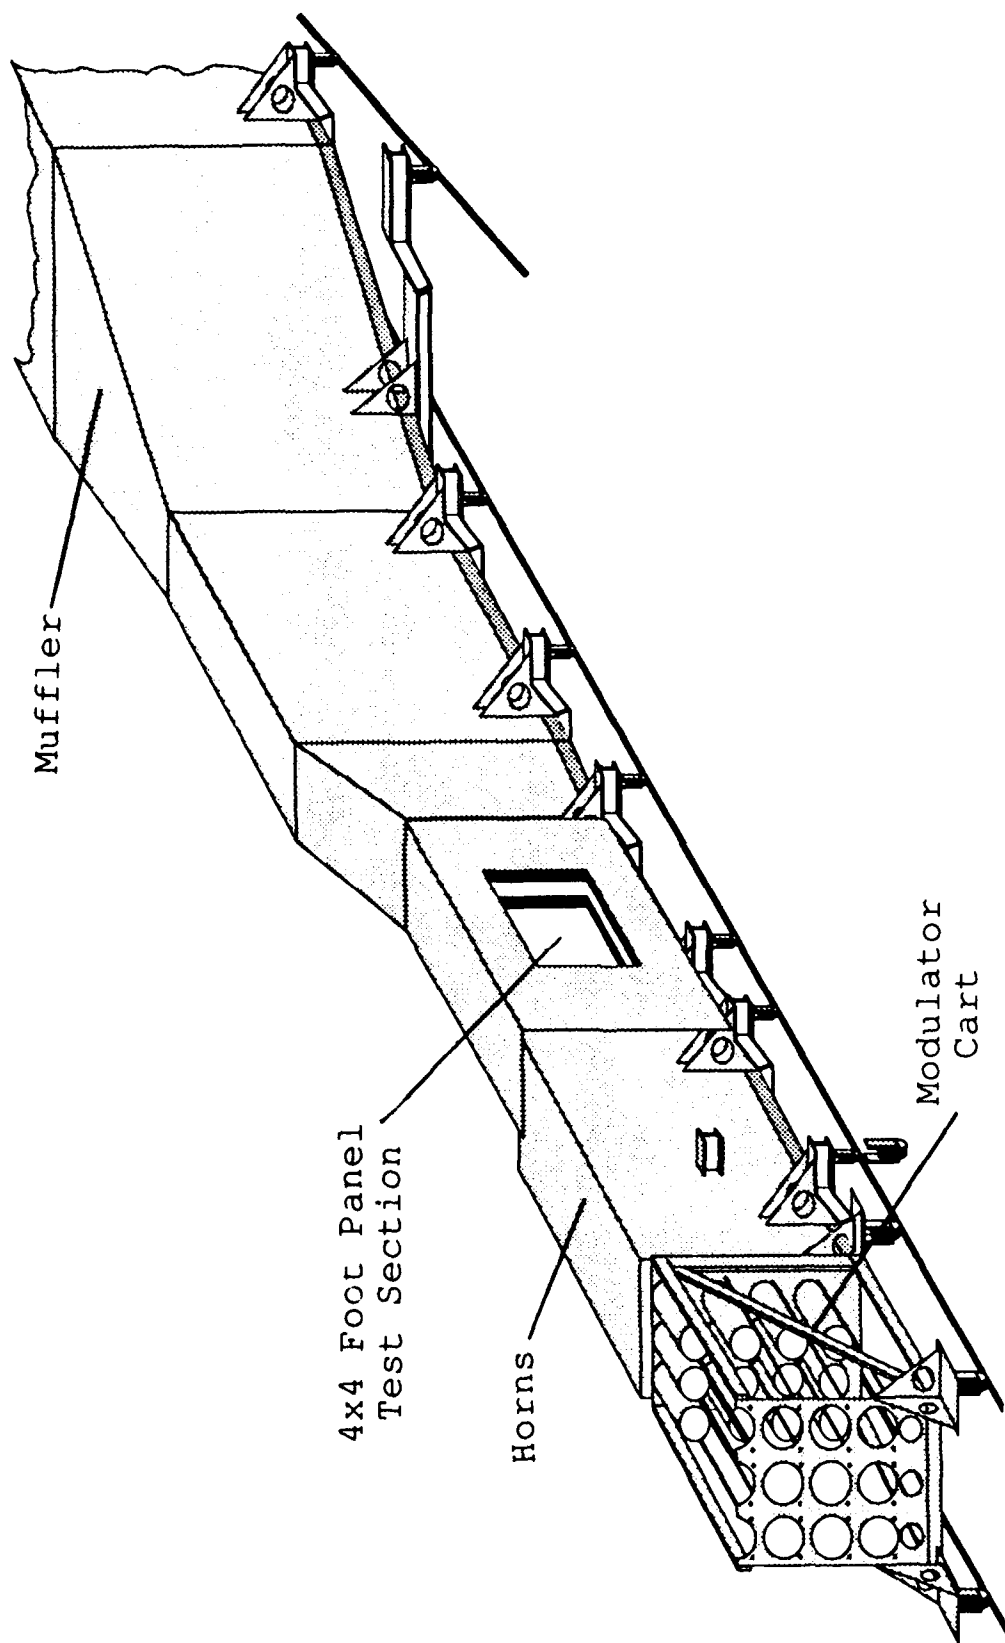 Muffler
4x4 Foot Panel
Test Section
Horns
Modulator
Cart